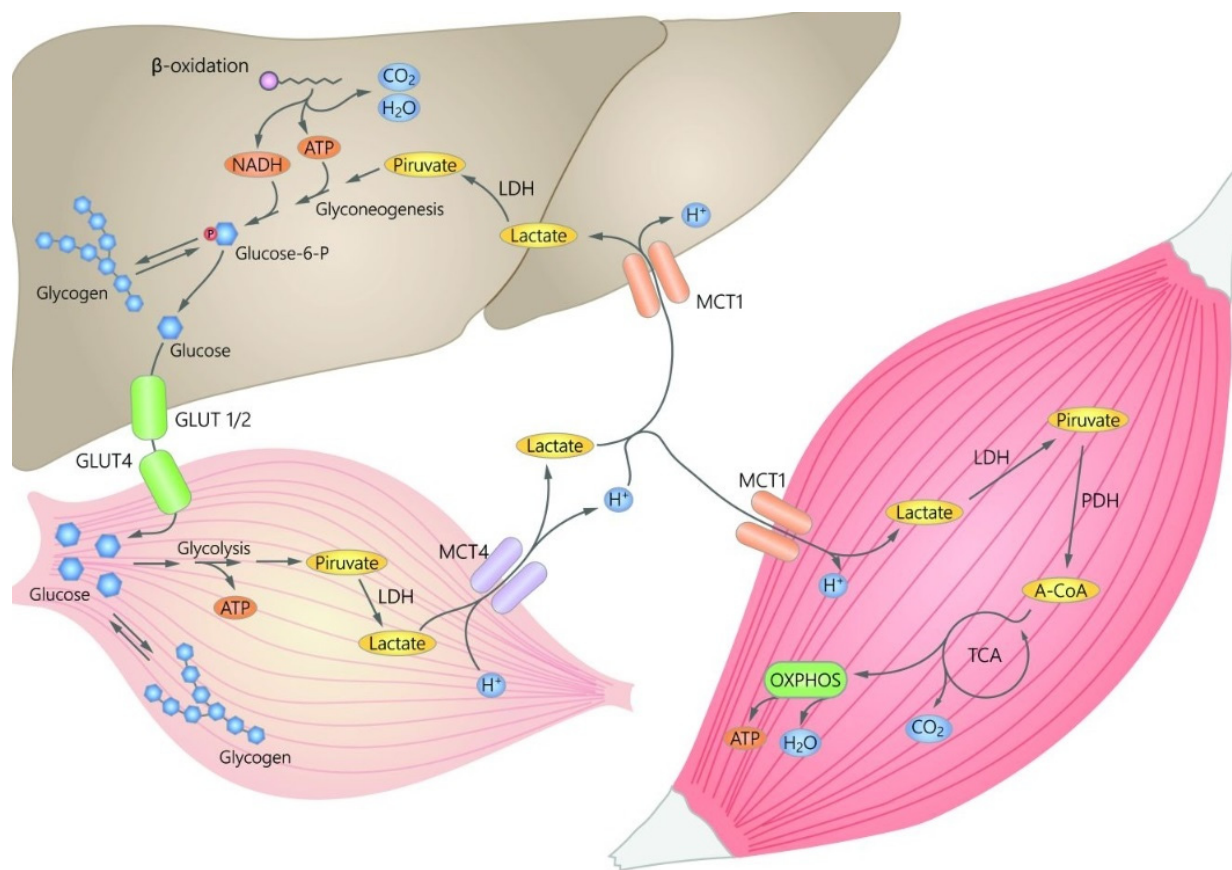 β-oxidation
CO₂
H₂O
NADH
ATP
Piruvate
LDH
Glyconeogenesis
Lactate
H⁺
P
Glucose-6-P
Glycogen
MCT1
Glucose
GLUT 1/2
GLUT4
Lactate
H⁺
MCT4
Glycolysis
Piruvate
Glucose
ATP
LDH
Lactate
H⁺
Glycogen
MCT1
Piruvate
LDH
PDH
Lactate
H⁺
A-CoA
TCA
OXPHOS
ATP
H₂O
CO₂